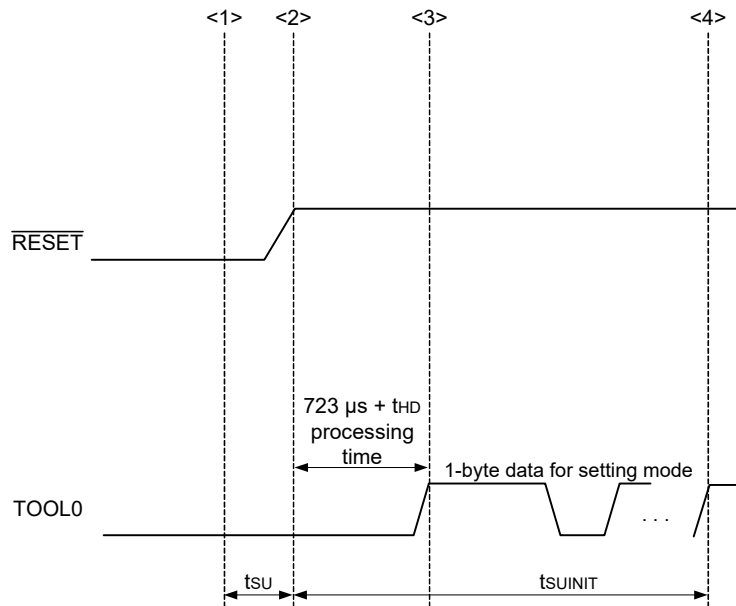 <1> <2> <3> <4>
RESET
723 µs + tHD
processing
time
1-byte data for setting mode
TOOL0
. . .
tSU
tSUINIT